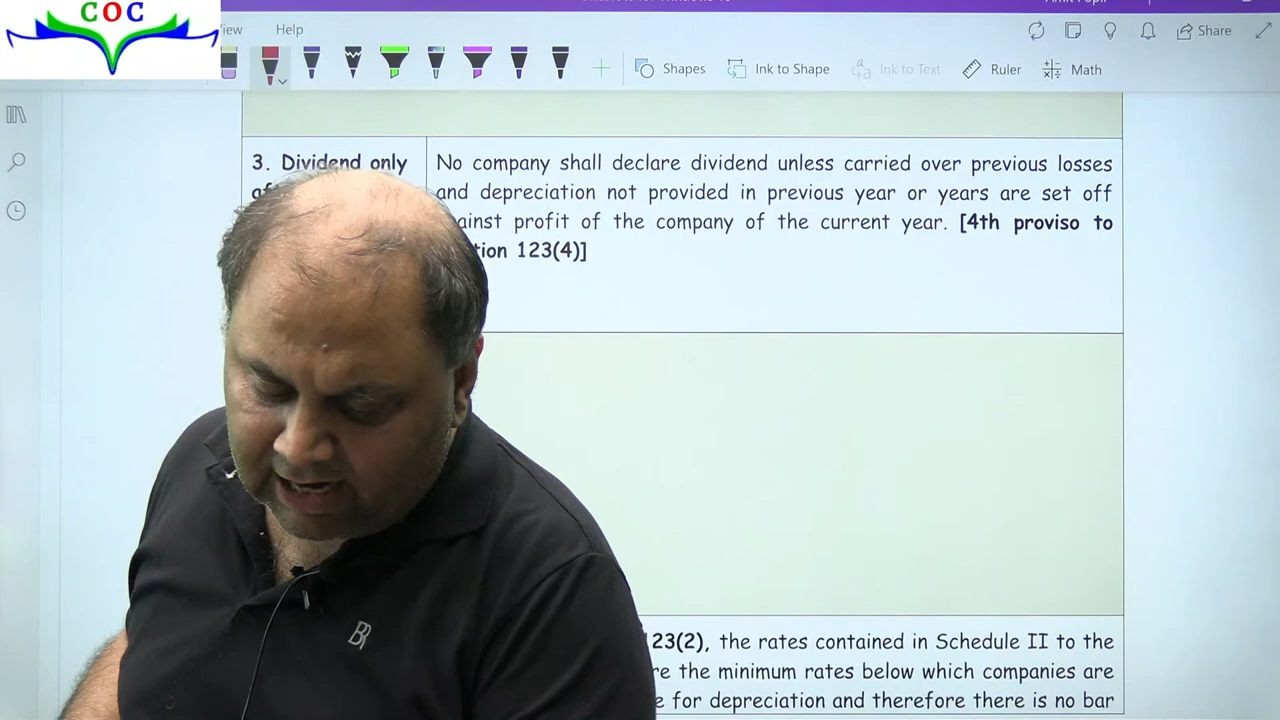 COC
View Help
Share
Shapes Ink to Shape Ink to Text Ruler Math
3. Dividend only
No company shall declare dividend unless carried over previous losses
and depreciation not provided in previous year or years are set off
profit of the company of the current year. [4th proviso to
123(4)]
123(2), the rates contained in Schedule II to the
the minimum rates below which companies are
for depreciation and therefore there is no bar